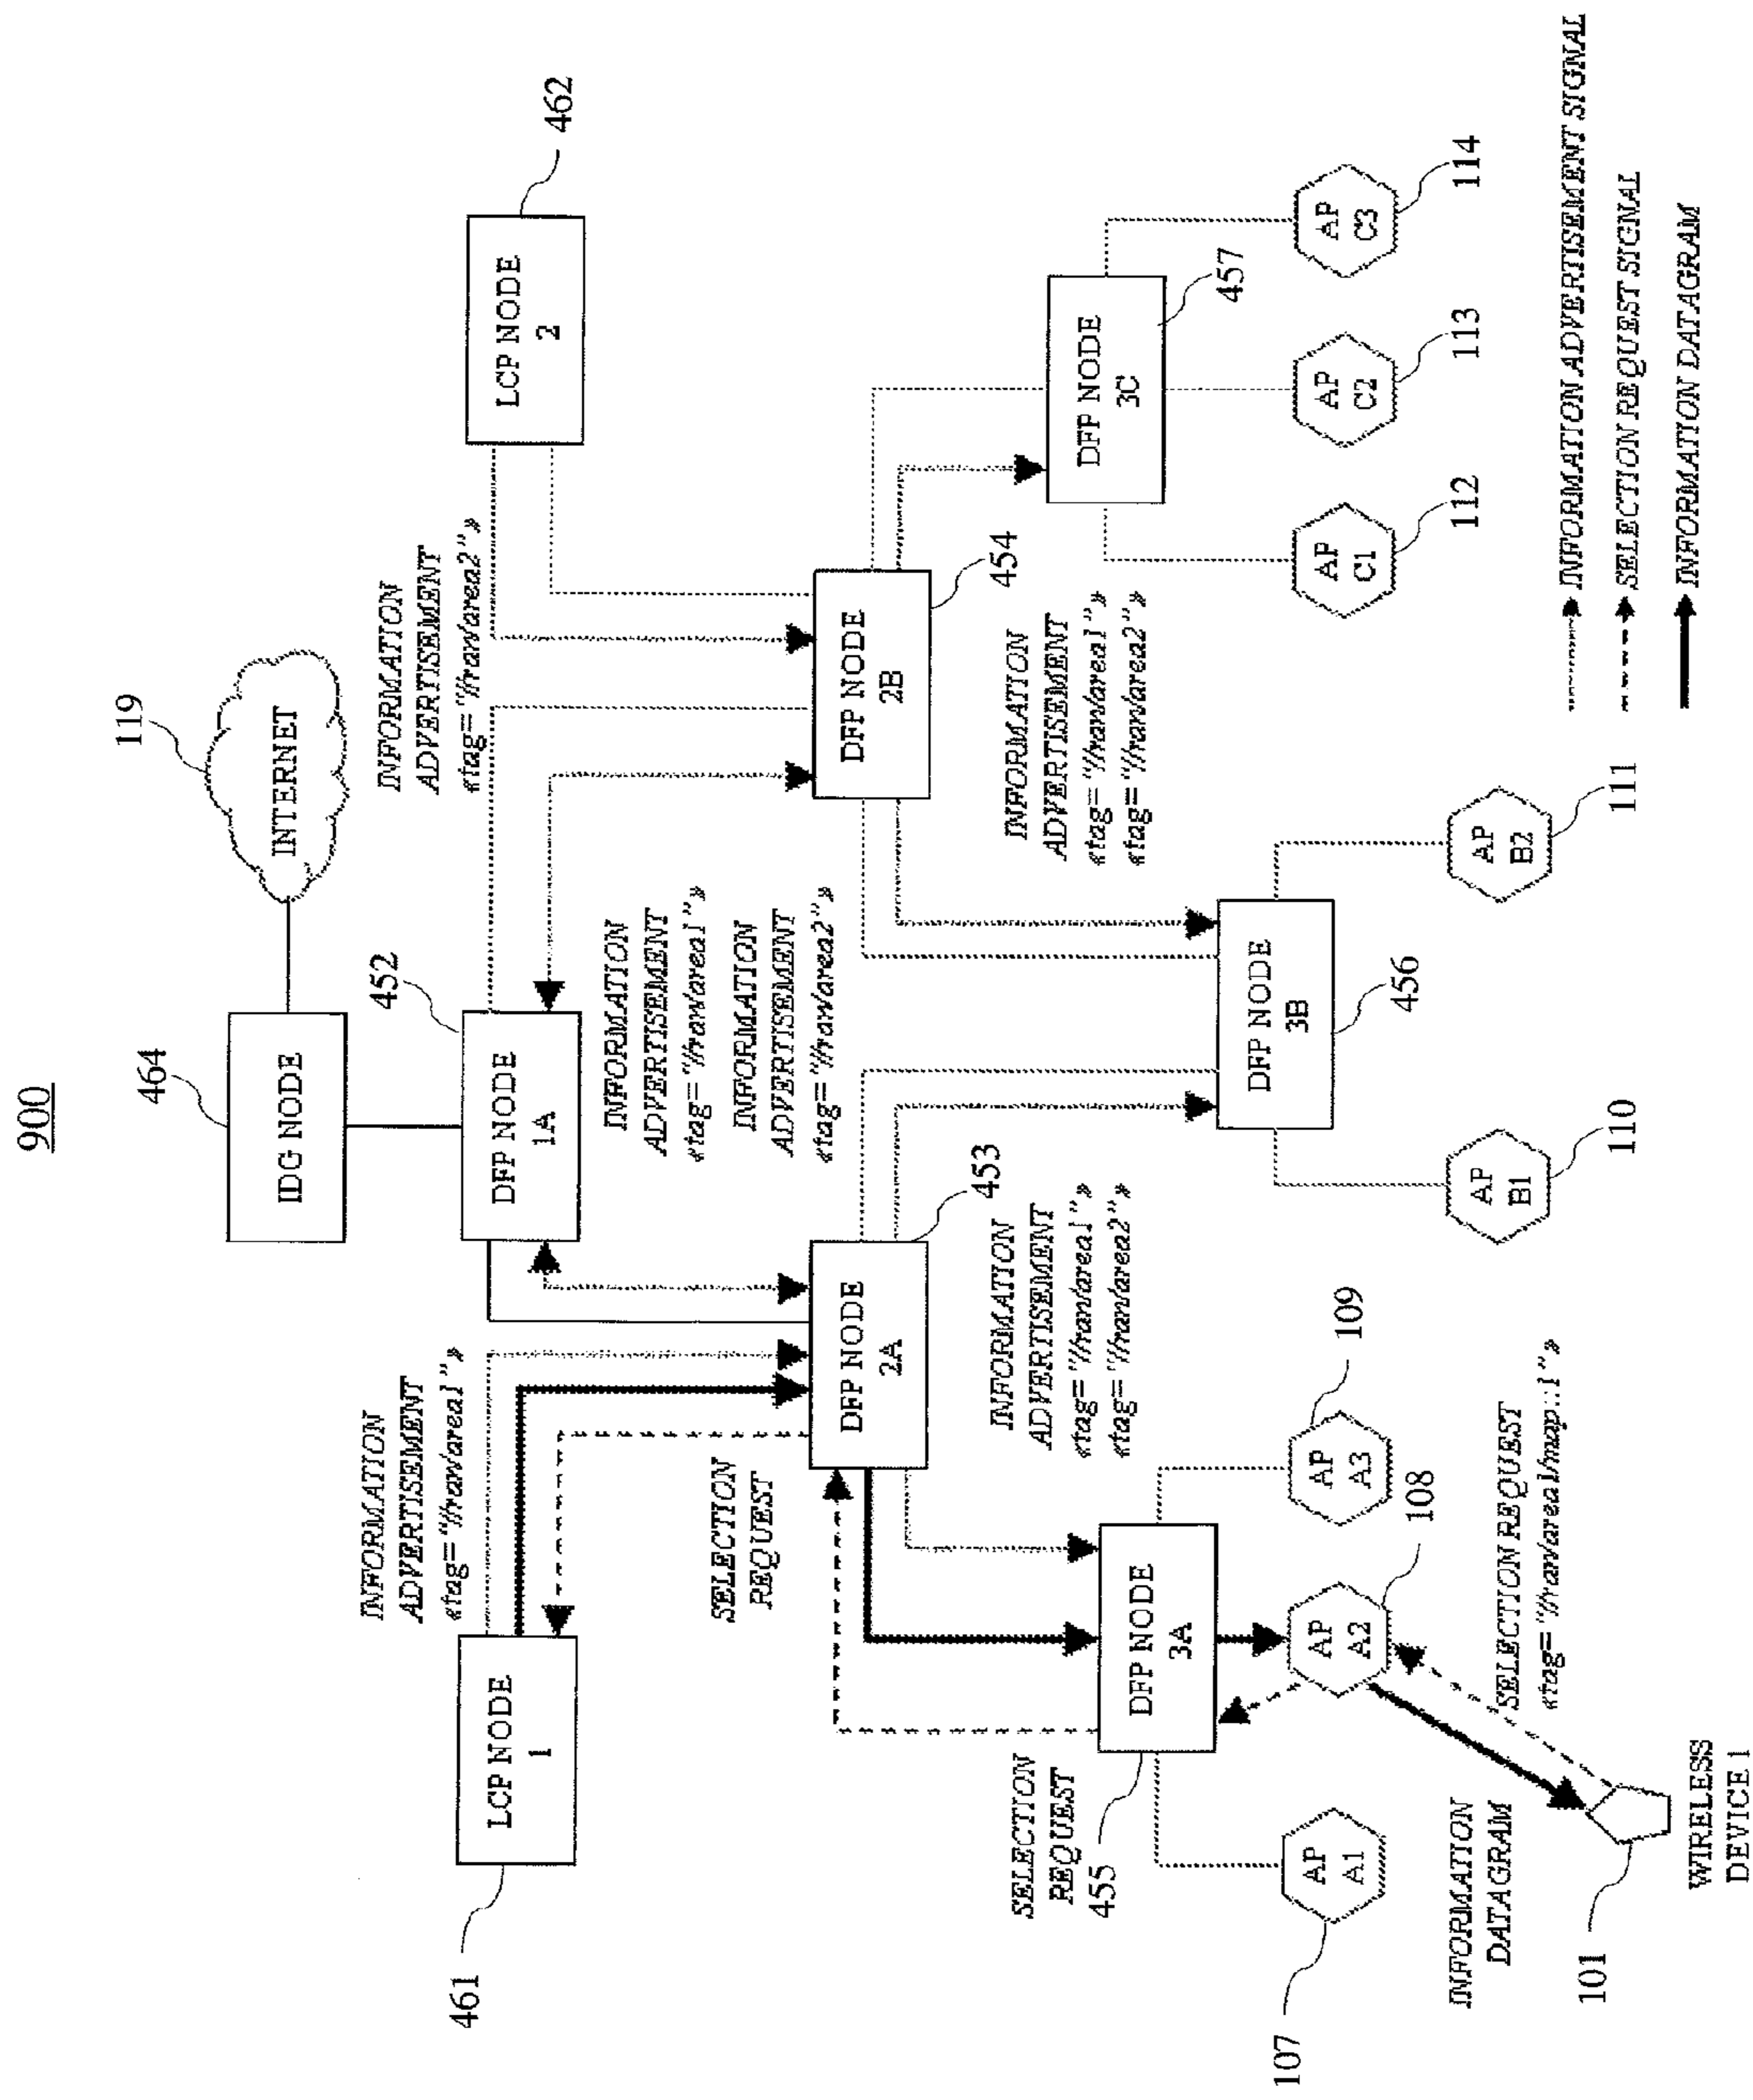 900
119
INTERNET
464
IDG NODE
452
DFP NODE
1A
462
LCP NODE
2
461
LCP NODE
1
INFORMATION
ADVERTISEMENT
«tag="//ran/area1"»
INFORMATION
ADVERTISEMENT
«tag="//ran/area2"»
INFORMATION
ADVERTISEMENT
«tag="//ran/area1"»
INFORMATION
ADVERTISEMENT
«tag="//ran/area2"»
SELECTION
REQUEST
DFP NODE
2A
453
DFP NODE
2B
454
INFORMATION
ADVERTISEMENT
«tag="//ran/area1"»
«tag="//ran/area2"»
INFORMATION
ADVERTISEMENT
«tag="//ran/area1"»
«tag="//ran/area2"»
SELECTION
REQUEST
455
DFP NODE
3A
DFP NODE
3B
456
DFP NODE
3C
457
AP
A1
107
AP
A2
108
AP
A3
109
AP
B1
110
AP
B2
111
AP
C1
112
AP
C2
113
AP
C3
114
INFORMATION
DATAGRAM
SELECTION REQUEST
«tag="//ran/area1/map::1"»
101
WIRELESS
DEVICE 1
INFORMATION ADVERTISEMENT SIGNAL
SELECTION REQUEST SIGNAL
INFORMATION DATAGRAM